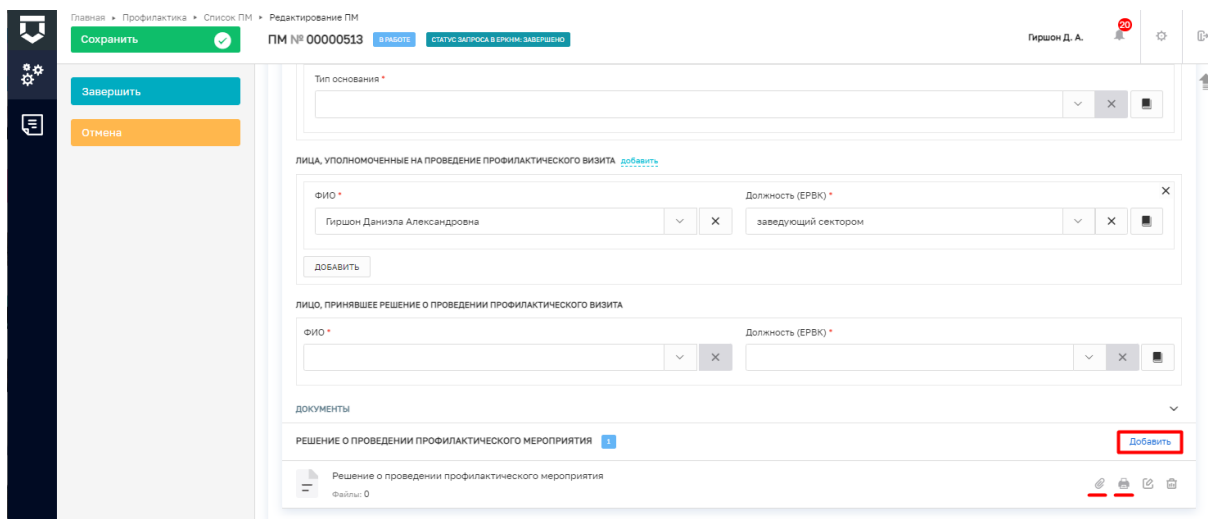 Главная ▸ Профилактика ▸ Список ПМ ▸ Редактирование ПМ
Сохранить
ПМ № 00000513 В РАБОТЕ СТАТУС ЗАПРОСА В ЕРКНМ: ЗАВЕРШЕНО
Гиршон Д. А.
20
Завершить
Отмена
Тип основания *
ЛИЦА, УПОЛНОМОЧЕННЫЕ НА ПРОВЕДЕНИЕ ПРОФИЛАКТИЧЕСКОГО ВИЗИТА добавить
ФИО * Должность (ЕРВК) *
Гиршон Даниэла Александровна заведующий сектором
ДОБАВИТЬ
ЛИЦО, ПРИНЯВШЕЕ РЕШЕНИЕ О ПРОВЕДЕНИИ ПРОФИЛАКТИЧЕСКОГО ВИЗИТА
ФИО * Должность (ЕРВК) *
ДОКУМЕНТЫ
РЕШЕНИЕ О ПРОВЕДЕНИИ ПРОФИЛАКТИЧЕСКОГО МЕРОПРИЯТИЯ 1 Добавить
Решение о проведении профилактического мероприятия
Файлы: 0